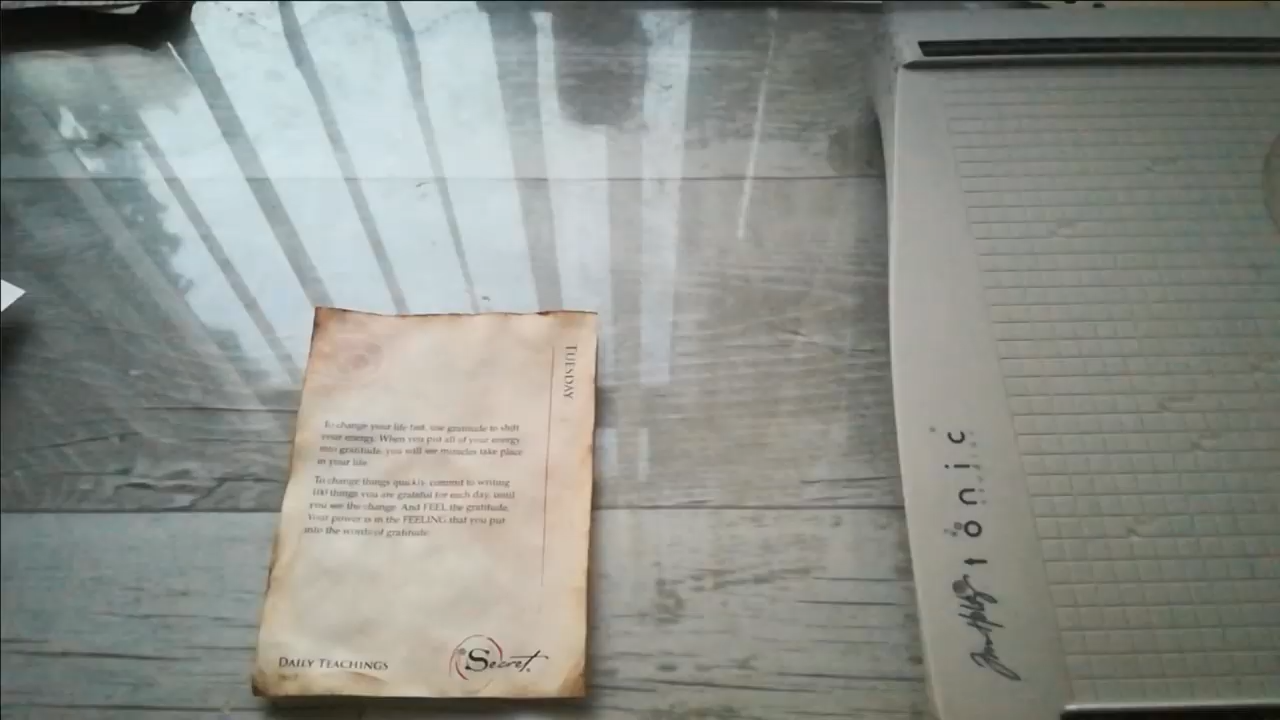 TUESDAY
To change your life fast, use gratitude to shift
your energy. When you put all of your energy
into gratitude, you will see miracles take place
in your life.
To change things quickly, commit to writing
100 things you are grateful for each day, until
you see the change. And FEEL the gratitude.
Your power is in the FEELING that you put
into the words of gratitude.
DAILY TEACHINGS
Secret
ionic